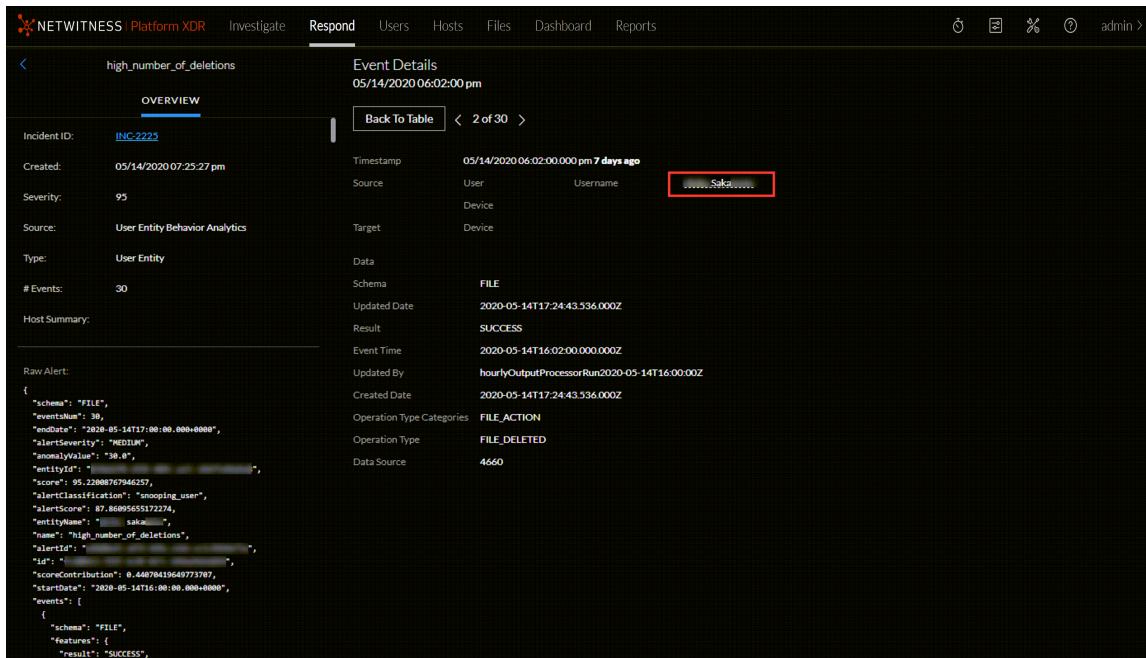 NETWITNESS Platform XDR Investigate Respond Users Hosts Files Dashboard Reports admin >
high_number_of_deletions
OVERVIEW
Incident ID: INC-2225
Created: 05/14/2020 07:25:27 pm
Severity: 95
Source: User Entity Behavior Analytics
Type: User Entity
# Events: 30
Host Summary:
Raw Alert:
{
"schema": "FILE",
"eventsNum": 30,
"endDate": "2020-05-14T17:00:00.000+0000",
"alertSeverity": "MEDIUM",
"anomalyValue": "30.0",
"entityId": "",
"score": 95.22008767946257,
"alertClassification": "snooping_user",
"alertScore": 87.86095655172274,
"entityName": " saka ",
"name": "high_number_of_deletions",
"alertId": "",
"id": "",
"scoreContribution": 0.44070419649773707,
"startDate": "2020-05-14T16:00:00.000+0000",
"events": [
{
"schema": "FILE",
"features": {
"result": "SUCCESS",
Event Details
05/14/2020 06:02:00 pm
Back To Table < 2 of 30 >
Timestamp 05/14/2020 06:02:00.000 pm 7 days ago
Source User Username Saka
Device
Target Device
Data
Schema FILE
Updated Date 2020-05-14T17:24:43.536.000Z
Result SUCCESS
Event Time 2020-05-14T16:02:00.000.000Z
Updated By hourlyOutputProcessorRun2020-05-14T16:00:00Z
Created Date 2020-05-14T17:24:43.536.000Z
Operation Type Categories FILE_ACTION
Operation Type FILE_DELETED
Data Source 4660